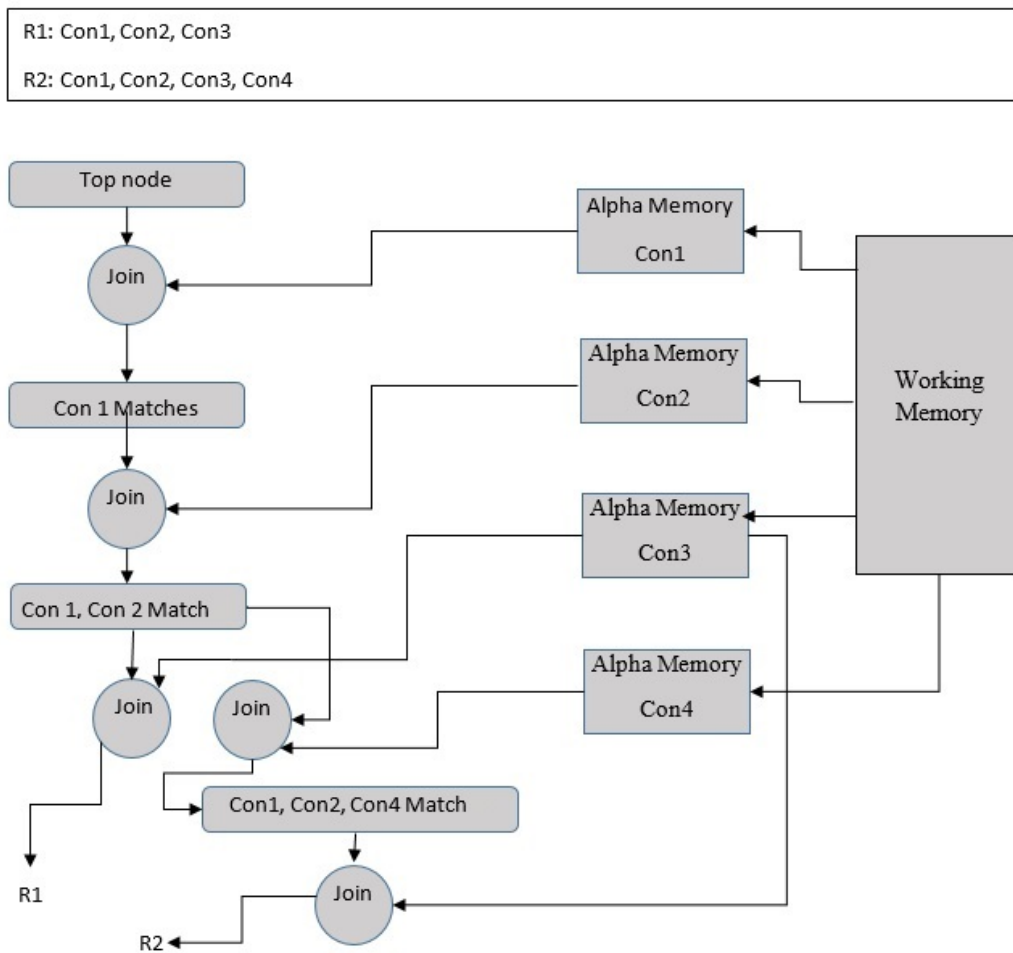 R1: Con1, Con2, Con3
R2: Con1, Con2, Con3, Con4
Top node
Alpha Memory
Con1
Join
Alpha Memory
Con2
Working
Memory
Con 1 Matches
Join
Alpha Memory
Con3
Con 1, Con 2 Match
Alpha Memory
Con4
Join
Join
Con1, Con2, Con4 Match
R1
Join
R2